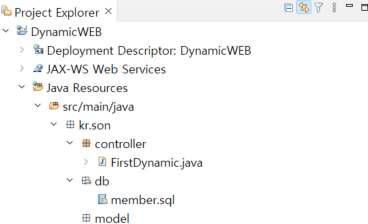 Project Explorer
DynamicWEB
Deployment Descriptor: DynamicWEB
JAX-WS Web Services
Java Resources
src/main/java
kr.son
controller
FirstDynamic.java
db
member.sql
model